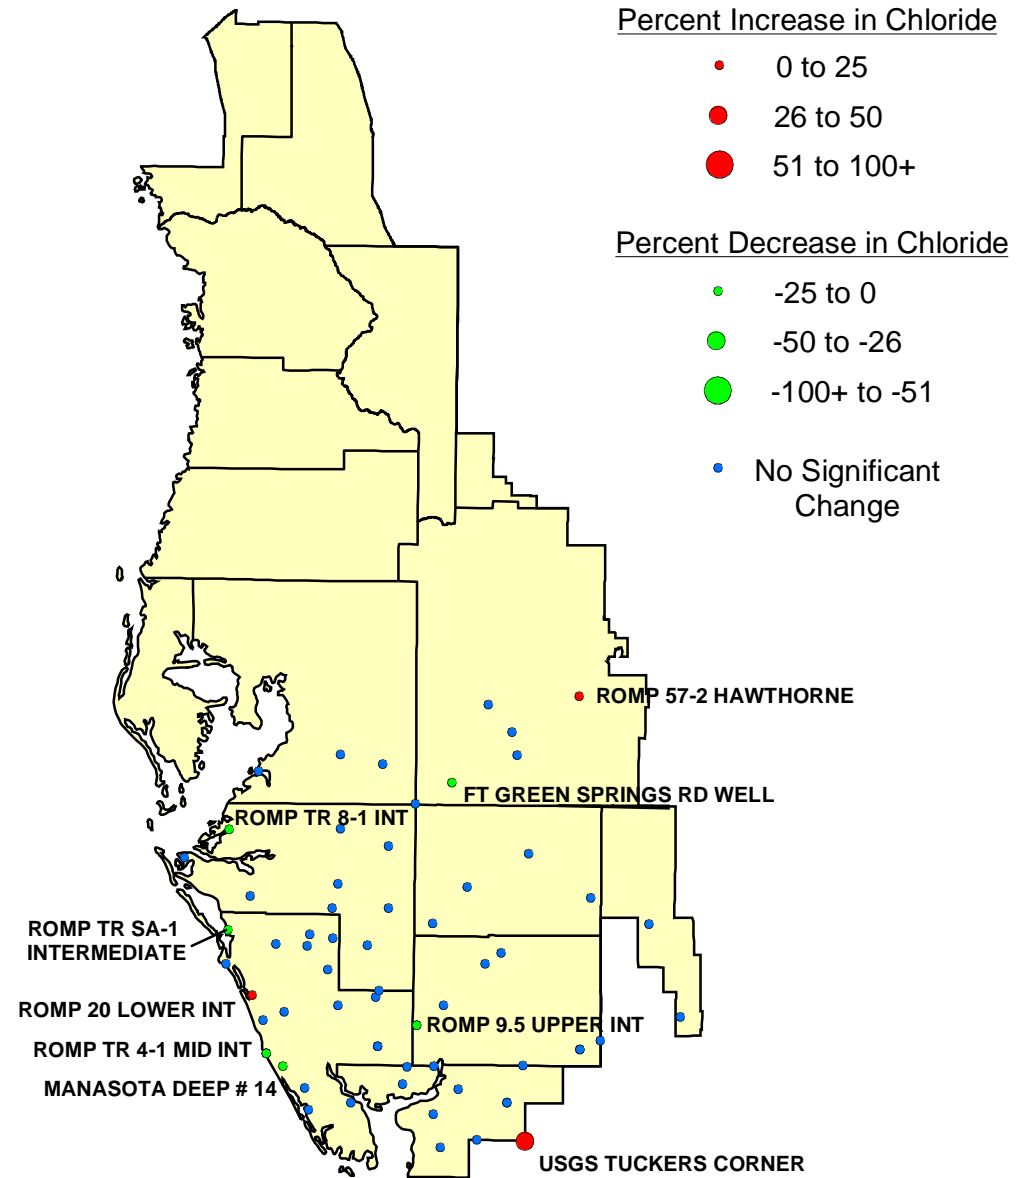 Percent Increase in Chloride
0 to 25
26 to 50
51 to 100+
Percent Decrease in Chloride
-25 to 0
-50 to -26
-100+ to -51
No Significant
Change
ROMP 57-2 HAWTHORNE
FT GREEN SPRINGS RD WELL
ROMP TR 8-1 INT
ROMP TR SA-1
INTERMEDIATE
ROMP 20 LOWER INT
ROMP 9.5 UPPER INT
ROMP TR 4-1 MID INT
MANASOTA DEEP # 14
USGS TUCKERS CORNER